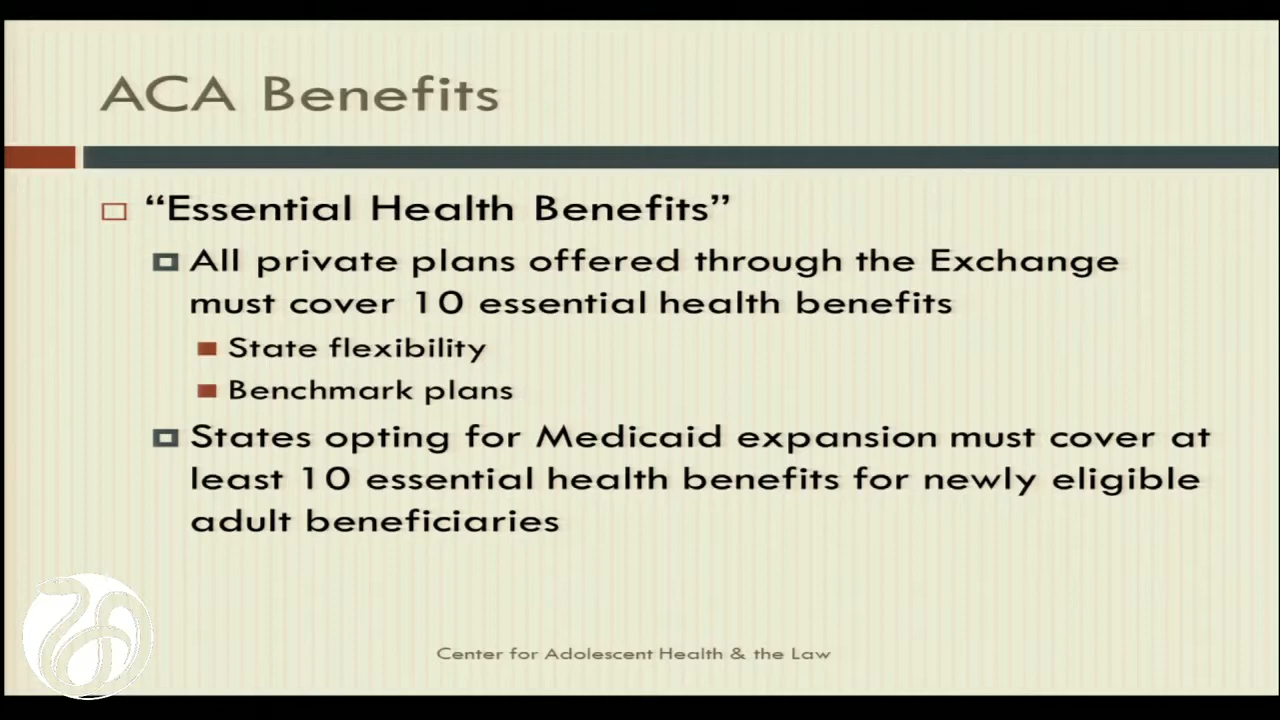 ACA Benefits
“Essential Health Benefits”
All private plans offered through the Exchange
must cover 10 essential health benefits
State flexibility
Benchmark plans
States opting for Medicaid expansion must cover at
least 10 essential health benefits for newly eligible
adult beneficiaries
Center for Adolescent Health & the Law